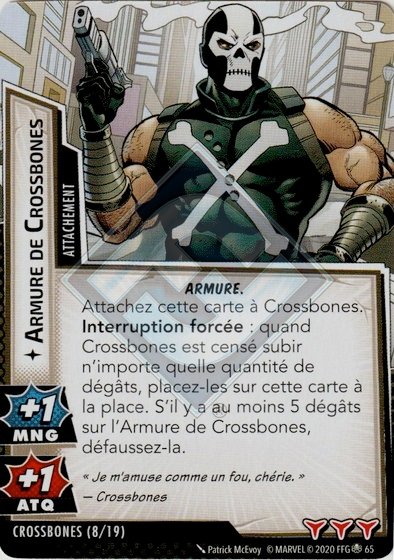 Armure de Crossbones
ATTACHEMENT
ARMURE.
Attachez cette carte à Crossbones.
Interruption forcée : quand
Crossbones est censé subir
n'importe quelle quantité de
dégâts, placez-les sur cette carte à
la place. S'il y a au moins 5 dégâts
sur l'Armure de Crossbones,
défaussez-la.
+1
MNG
+1
ATQ
« Je m'amuse comme un fou, chérie. »
– Crossbones
CROSSBONES (8/19)
Patrick McEvoy © MARVEL © 2020 FFG 65